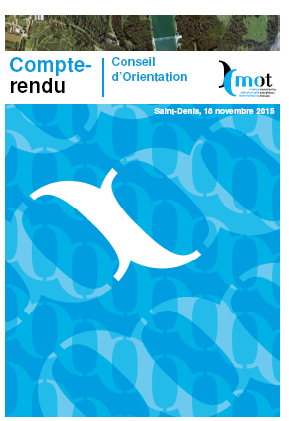 Compte-
rendu
Conseil
d'Orientation
mot
Saint-Denis, 18 novembre 2015